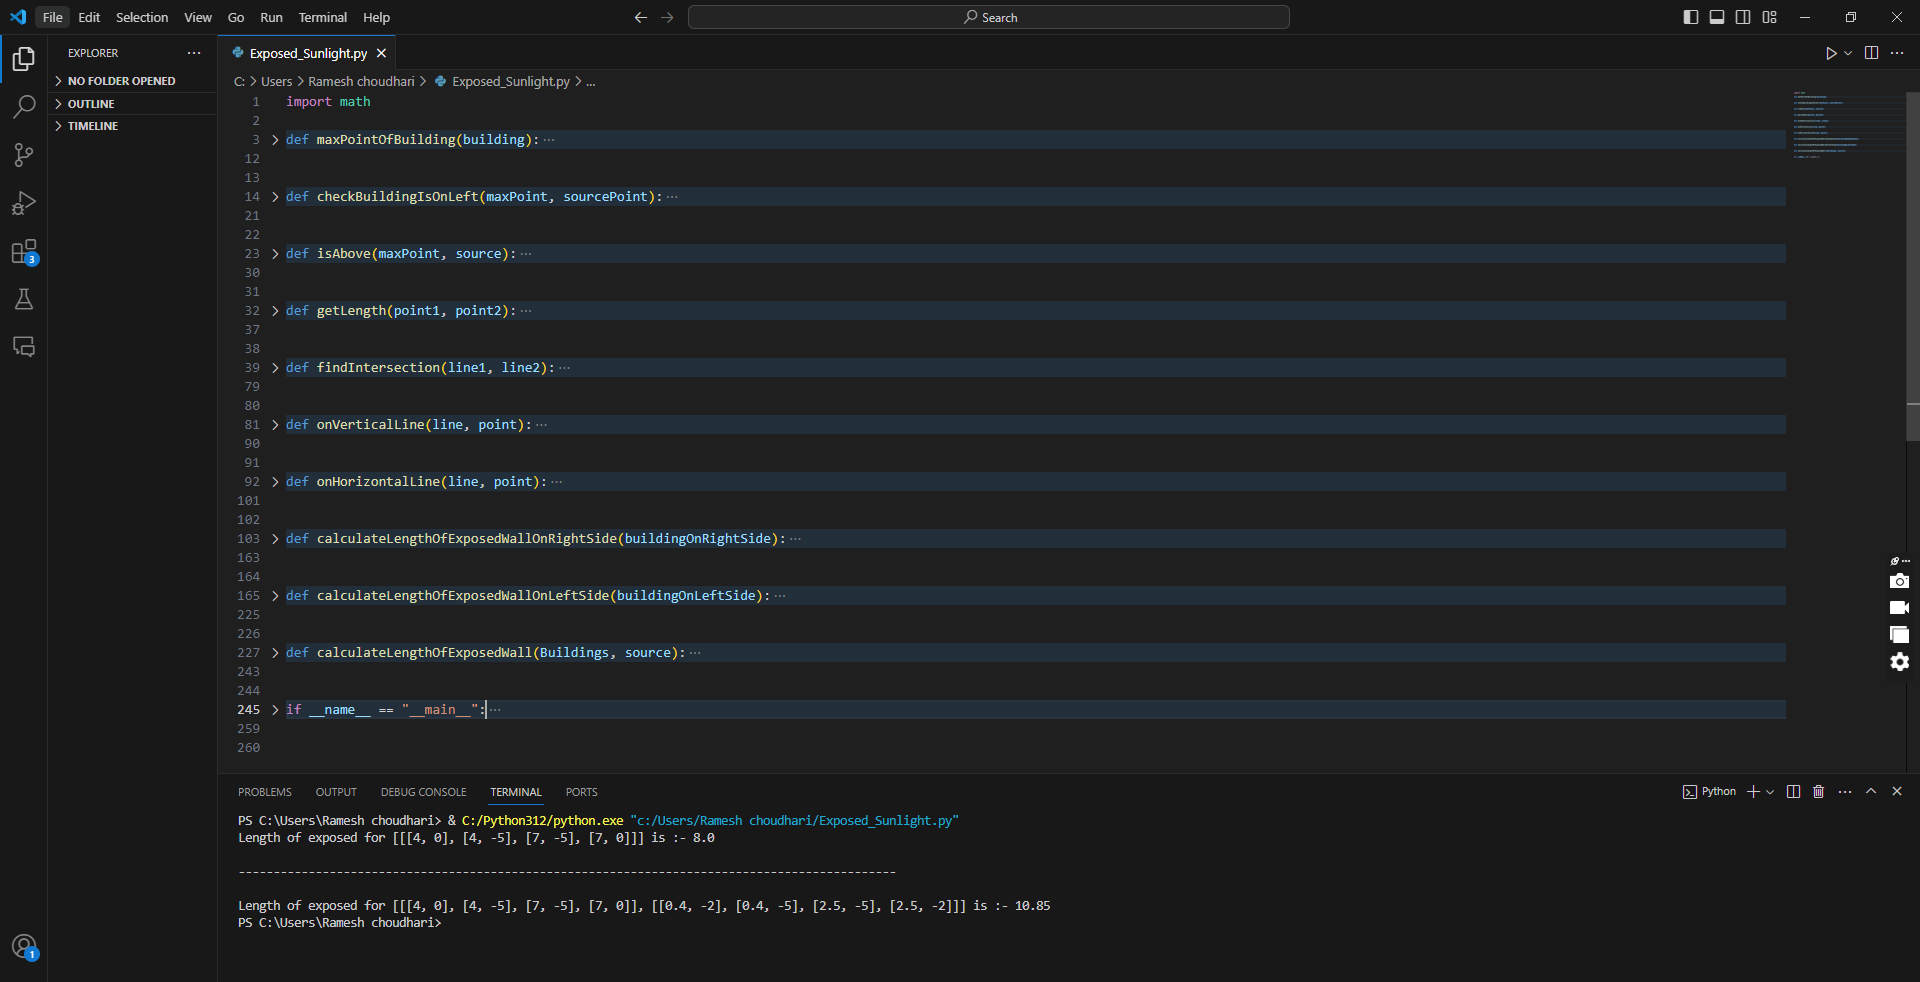 File Edit Selection View Go Run Terminal Help Search
EXPLORER
NO FOLDER OPENED
OUTLINE
TIMELINE
3
1
Exposed_Sunlight.py
C: > Users > Ramesh choudhari > Exposed_Sunlight.py > ...
1 import math
2
3 def maxPointOfBuilding(building): ···
12
13
14 def checkBuildingIsOnLeft(maxPoint, sourcePoint): ···
21
22
23 def isAbove(maxPoint, source): ···
30
31
32 def getLength(point1, point2): ···
37
38
39 def findIntersection(line1, line2): ···
79
80
81 def onVerticalLine(line, point): ···
90
91
92 def onHorizontalLine(line, point): ···
101
102
103 def calculateLengthOfExposedWallOnRightSide(buildingOnRightSide): ···
163
164
165 def calculateLengthOfExposedWallOnLeftSide(buildingOnLeftSide): ···
225
226
227 def calculateLengthOfExposedWall(Buildings, source): ···
243
244
245 if __name__ == "__main__": ···
259
260
PROBLEMS OUTPUT DEBUG CONSOLE TERMINAL PORTS Python
PS C:\Users\Ramesh choudhari> & C:/Python312/python.exe "c:/Users/Ramesh choudhari/Exposed_Sunlight.py"
Length of exposed for [[[4, 0], [4, -5], [7, -5], [7, 0]]] is :- 8.0
----------------------------------------------------------------------------------------------
Length of exposed for [[[4, 0], [4, -5], [7, -5], [7, 0]], [[0.4, -2], [0.4, -5], [2.5, -5], [2.5, -2]]] is :- 10.85
PS C:\Users\Ramesh choudhari>